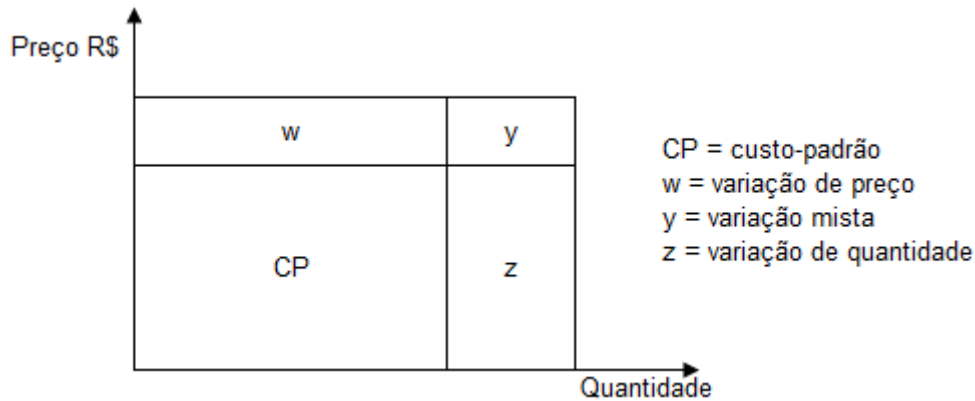 Preço R$
w
y
CP
z
CP = custo-padrão
w = variação de preço
y = variação mista
z = variação de quantidade
Quantidade